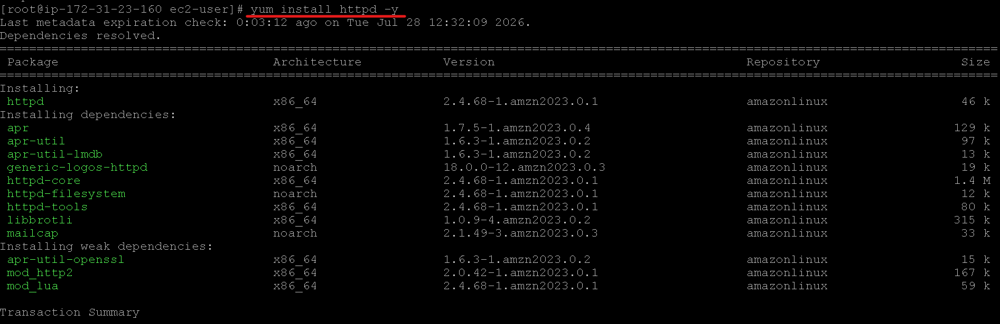 [root@ip-172-31-23-160 ec2-user]# yum install httpd -y
Last metadata expiration check: 0:03:12 ago on Tue Jul 28 12:32:09 2026.
Dependencies resolved.
Package Architecture Version Repository Size
Installing:
httpd x86_64 2.4.68-1.amzn2023.0.1 amazonlinux 46 k
Installing dependencies:
apr x86_64 1.7.5-1.amzn2023.0.4 amazonlinux 129 k
apr-util x86_64 1.6.3-1.amzn2023.0.2 amazonlinux 97 k
apr-util-lmdb x86_64 1.6.3-1.amzn2023.0.2 amazonlinux 13 k
generic-logos-httpd noarch 18.0.0-12.amzn2023.0.3 amazonlinux 19 k
httpd-core x86_64 2.4.68-1.amzn2023.0.1 amazonlinux 1.4 M
httpd-filesystem noarch 2.4.68-1.amzn2023.0.1 amazonlinux 12 k
httpd-tools x86_64 2.4.68-1.amzn2023.0.1 amazonlinux 80 k
libbrotli x86_64 1.0.9-4.amzn2023.0.2 amazonlinux 315 k
mailcap noarch 2.1.49-3.amzn2023.0.3 amazonlinux 33 k
Installing weak dependencies:
apr-util-openssl x86_64 1.6.3-1.amzn2023.0.2 amazonlinux 15 k
mod_http2 x86_64 2.0.42-1.amzn2023.0.1 amazonlinux 167 k
mod_lua x86_64 2.4.68-1.amzn2023.0.1 amazonlinux 59 k
Transaction Summary